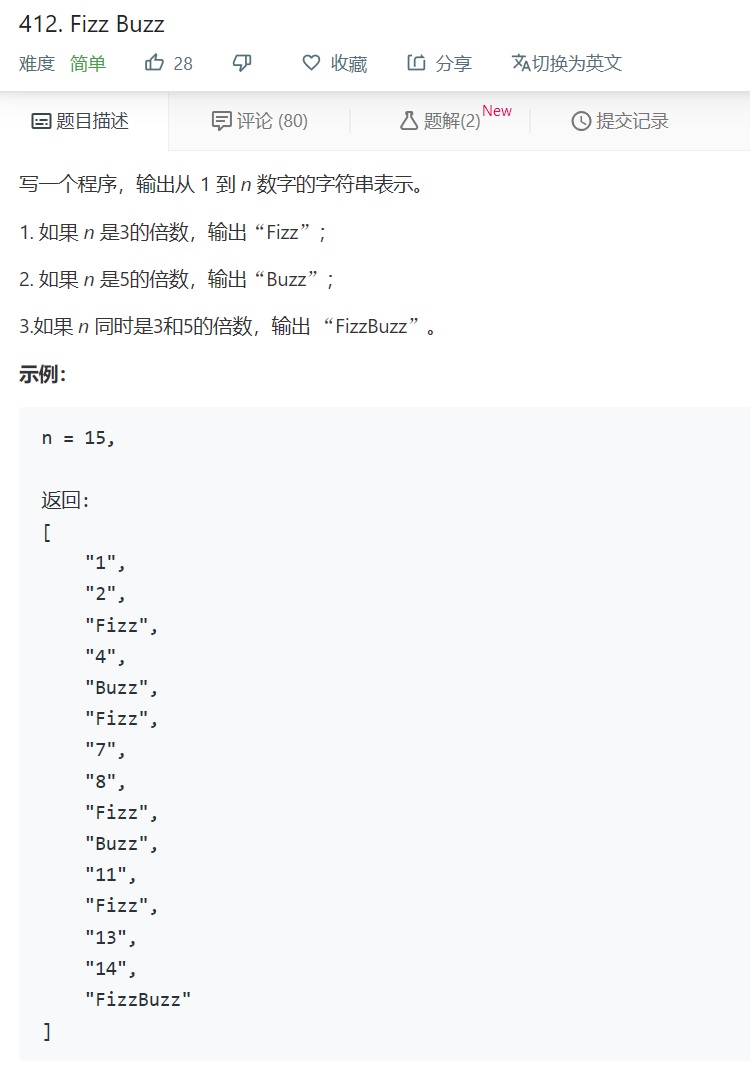 412. Fizz Buzz
难度 简单 28 收藏 分享 切换为英文
题目描述 评论 (80) 题解(2) New 提交记录
写一个程序，输出从 1 到 n 数字的字符串表示。
1. 如果 n 是3的倍数，输出“Fizz”；
2. 如果 n 是5的倍数，输出“Buzz”；
3.如果 n 同时是3和5的倍数，输出 “FizzBuzz”。
示例：
n = 15,
返回:
[
"1",
"2",
"Fizz",
"4",
"Buzz",
"Fizz",
"7",
"8",
"Fizz",
"Buzz",
"11",
"Fizz",
"13",
"14",
"FizzBuzz"
]